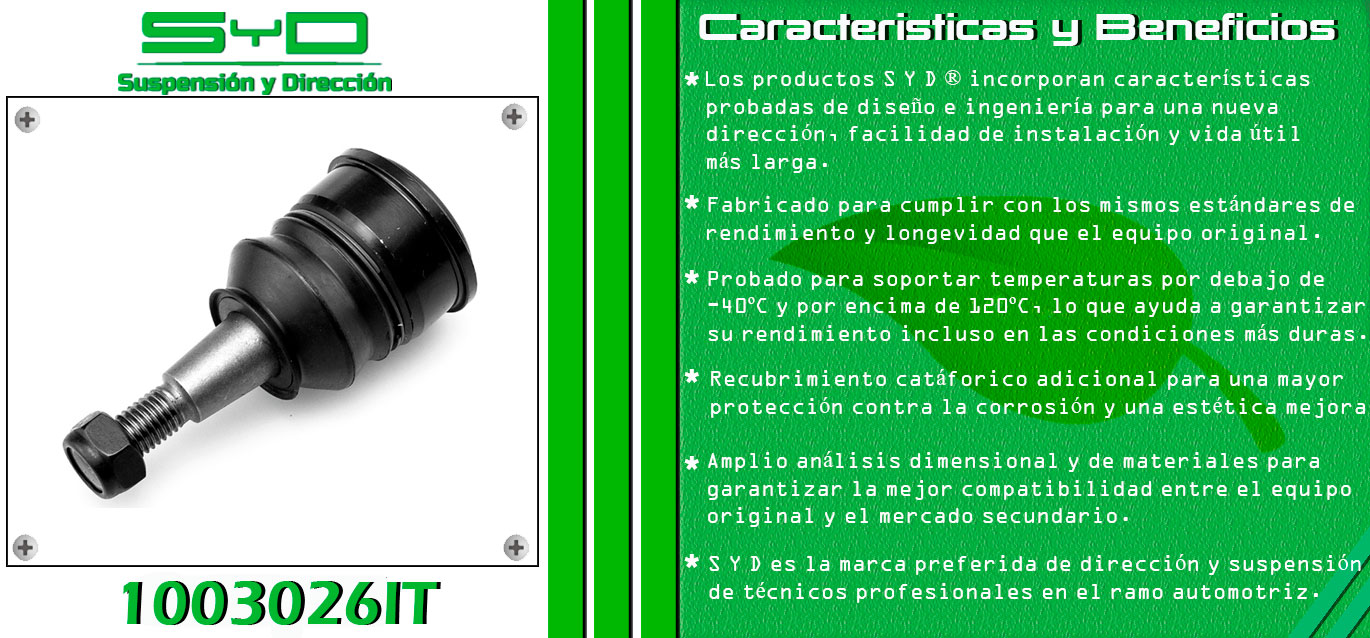 SYD
Suspensión y Dirección
1003026IT
Caracteristicas y Beneficios
* Los productos S Y D ® incorporan características
probadas de diseño e ingeniería para una nueva
dirección, facilidad de instalación y vida útil
más larga.
* Fabricado para cumplir con los mismos estándares de
rendimiento y longevidad que el equipo original.
* Probado para soportar temperaturas por debajo de
-40ºC y por encima de 120ºC, lo que ayuda a garantizar
su rendimiento incluso en las condiciones más duras.
* Recubrimiento catáforico adicional para una mayor
protección contra la corrosión y una estética mejora
* Amplio análisis dimensional y de materiales para
garantizar la mejor compatibilidad entre el equipo
original y el mercado secundario.
* S Y D es la marca preferida de dirección y suspensión
de técnicos profesionales en el ramo automotriz.